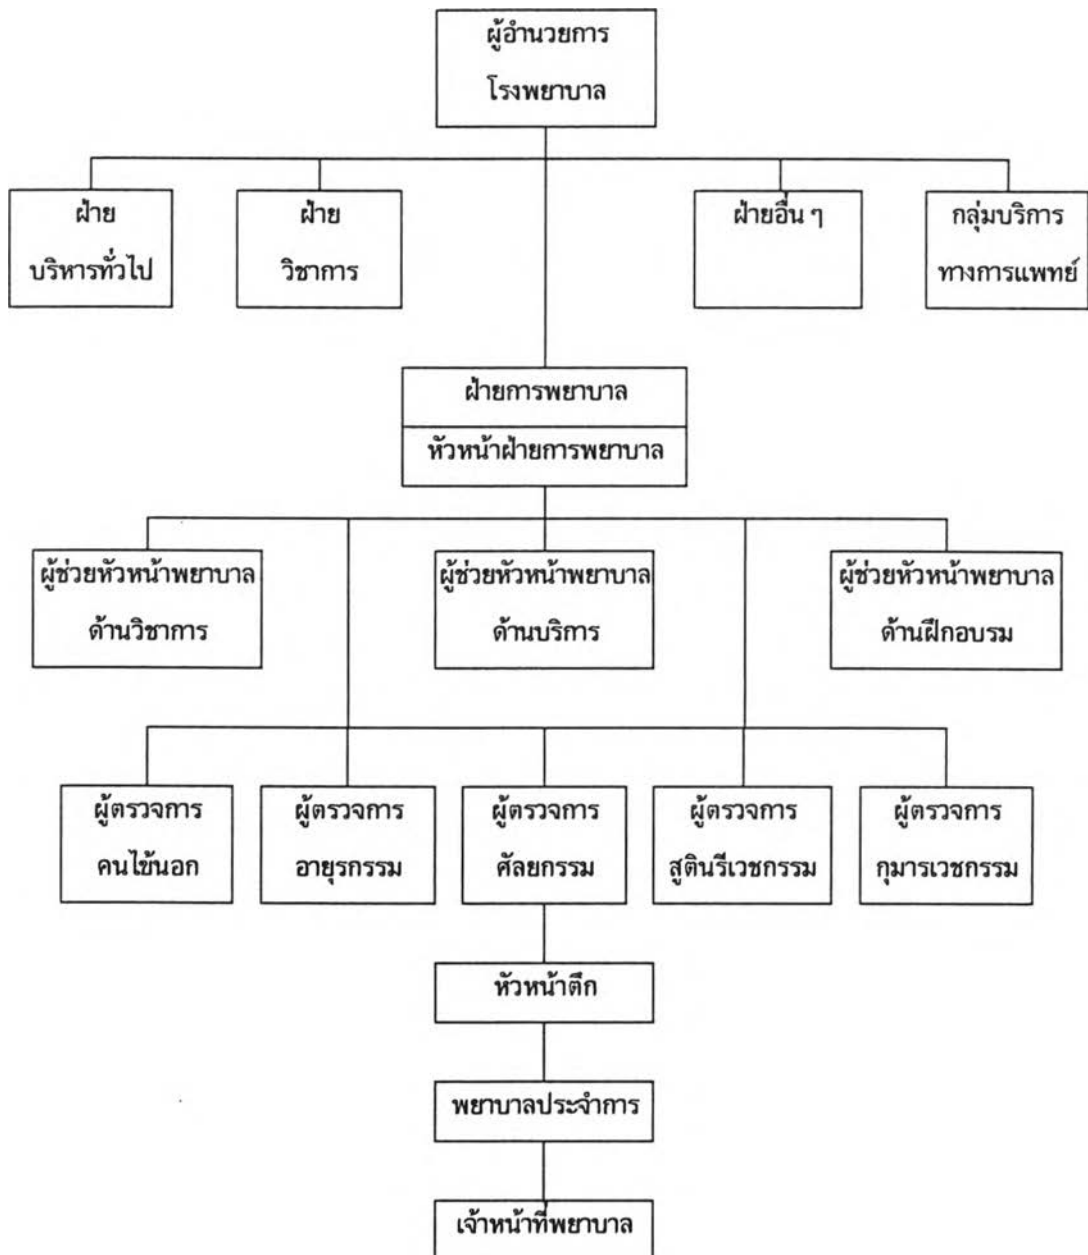 ผู้อำนวยการ
โรงพยาบาล
ฝ่าย
บริหารทั่วไป
ฝ่าย
วิชาการ
ฝ่ายอื่น ๆ
กลุ่มบริการ
ทางการแพทย์
ฝ่ายการพยาบาล
หัวหน้าฝ่ายการพยาบาล
ผู้ช่วยหัวหน้าพยาบาล
ด้านวิชาการ
ผู้ช่วยหัวหน้าพยาบาล
ด้านบริการ
ผู้ช่วยหัวหน้าพยาบาล
ด้านฝึกอบรม
ผู้ตรวจการ
คนไข้นอก
ผู้ตรวจการ
อายุรกรรม
ผู้ตรวจการ
ศัลยกรรม
ผู้ตรวจการ
สูตินรีเวชกรรม
ผู้ตรวจการ
กุมารเวชกรรม
หัวหน้าตึก
พยาบาลประจำการ
เจ้าหน้าที่พยาบาล